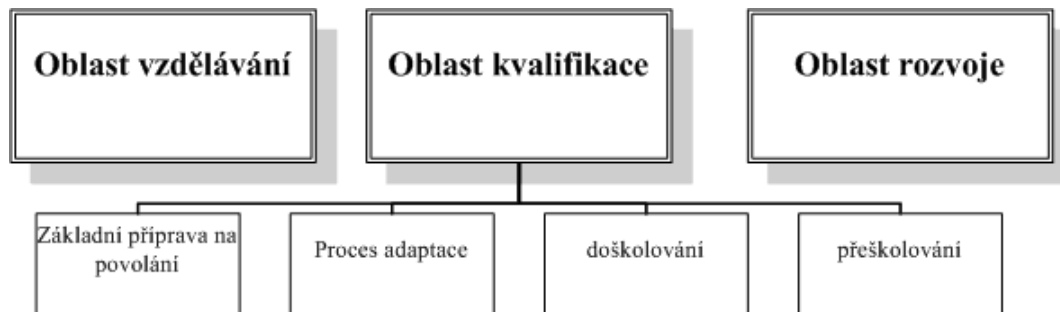 Oblast vzdělávání
Oblast kvalifikace
Oblast rozvoje
Základní příprava na
povolání
Proces adaptace
doškolování
přeškolování